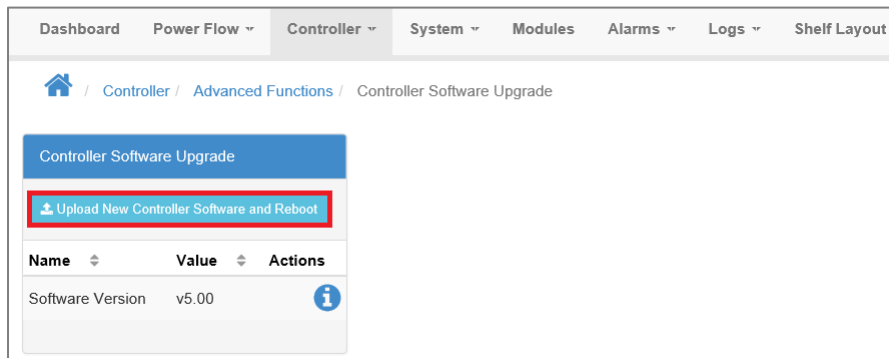 Dashboard Power Flow Controller System Modules Alarms Logs Shelf Layout
/ Controller / Advanced Functions / Controller Software Upgrade
Controller Software Upgrade
Upload New Controller Software and Reboot
Name Value Actions
Software Version v5.00